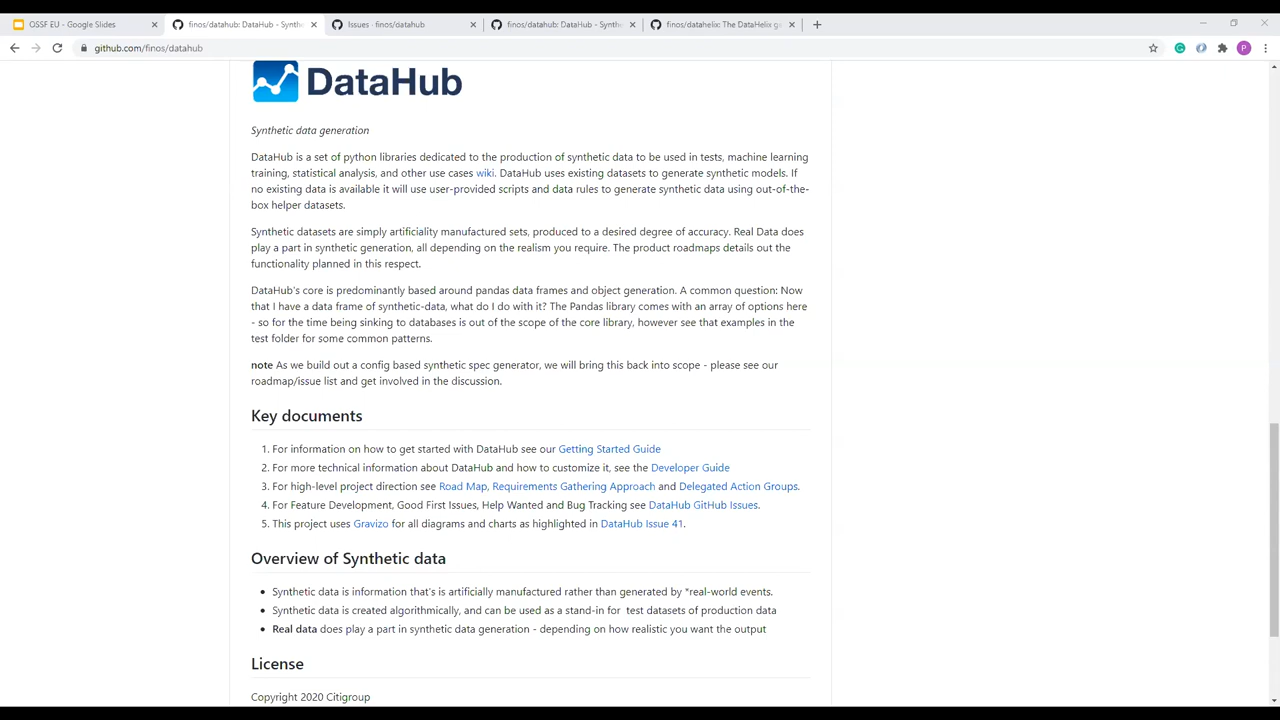 OSSF EU - Google Slides
finos/datahub: DataHub - Synthe
Issues · finos/datahub
finos/datahub: DataHub - Synthe
finos/datahelix: The DataHelix ge
github.com/finos/datahub
P
DataHub
Synthetic data generation
DataHub is a set of python libraries dedicated to the production of synthetic data to be used in tests, machine learning
training, statistical analysis, and other use cases wiki. DataHub uses existing datasets to generate synthetic models. If
no existing data is available it will use user-provided scripts and data rules to generate synthetic data using out-of-the-
box helper datasets.
Synthetic datasets are simply artificiality manufactured sets, produced to a desired degree of accuracy. Real Data does
play a part in synthetic generation, all depending on the realism you require. The product roadmaps details out the
functionality planned in this respect.
DataHub's core is predominantly based around pandas data frames and object generation. A common question: Now
that I have a data frame of synthetic-data, what do I do with it? The Pandas library comes with an array of options here
- so for the time being sinking to databases is out of the scope of the core library, however see that examples in the
test folder for some common patterns.
note As we build out a config based synthetic spec generator, we will bring this back into scope - please see our
roadmap/issue list and get involved in the discussion.
Key documents
1. For information on how to get started with DataHub see our Getting Started Guide
2. For more technical information about DataHub and how to customize it, see the Developer Guide
3. For high-level project direction see Road Map, Requirements Gathering Approach and Delegated Action Groups.
4. For Feature Development, Good First Issues, Help Wanted and Bug Tracking see DataHub GitHub Issues.
5. This project uses Gravizo for all diagrams and charts as highlighted in DataHub Issue 41.
Overview of Synthetic data
• Synthetic data is information that's is artificially manufactured rather than generated by *real-world events.
• Synthetic data is created algorithmically, and can be used as a stand-in for test datasets of production data
• Real data does play a part in synthetic data generation - depending on how realistic you want the output
License
Copyright 2020 Citigroup